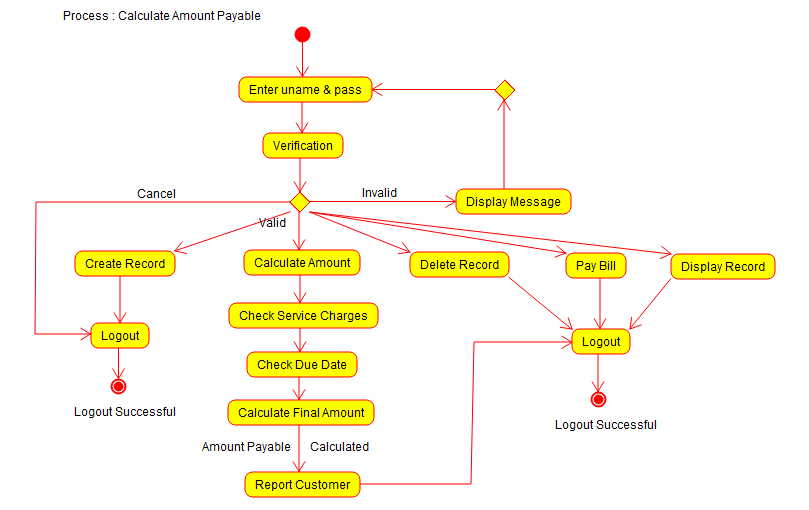 Process : Calculate Amount Payable
Enter uname & pass
Verification
Cancel
Invalid
Display Message
Valid
Create Record
Calculate Amount
Delete Record
Pay Bill
Display Record
Check Service Charges
Logout
Logout
Check Due Date
Logout Successful
Calculate Final Amount
Logout Successful
Amount Payable Calculated
Report Customer